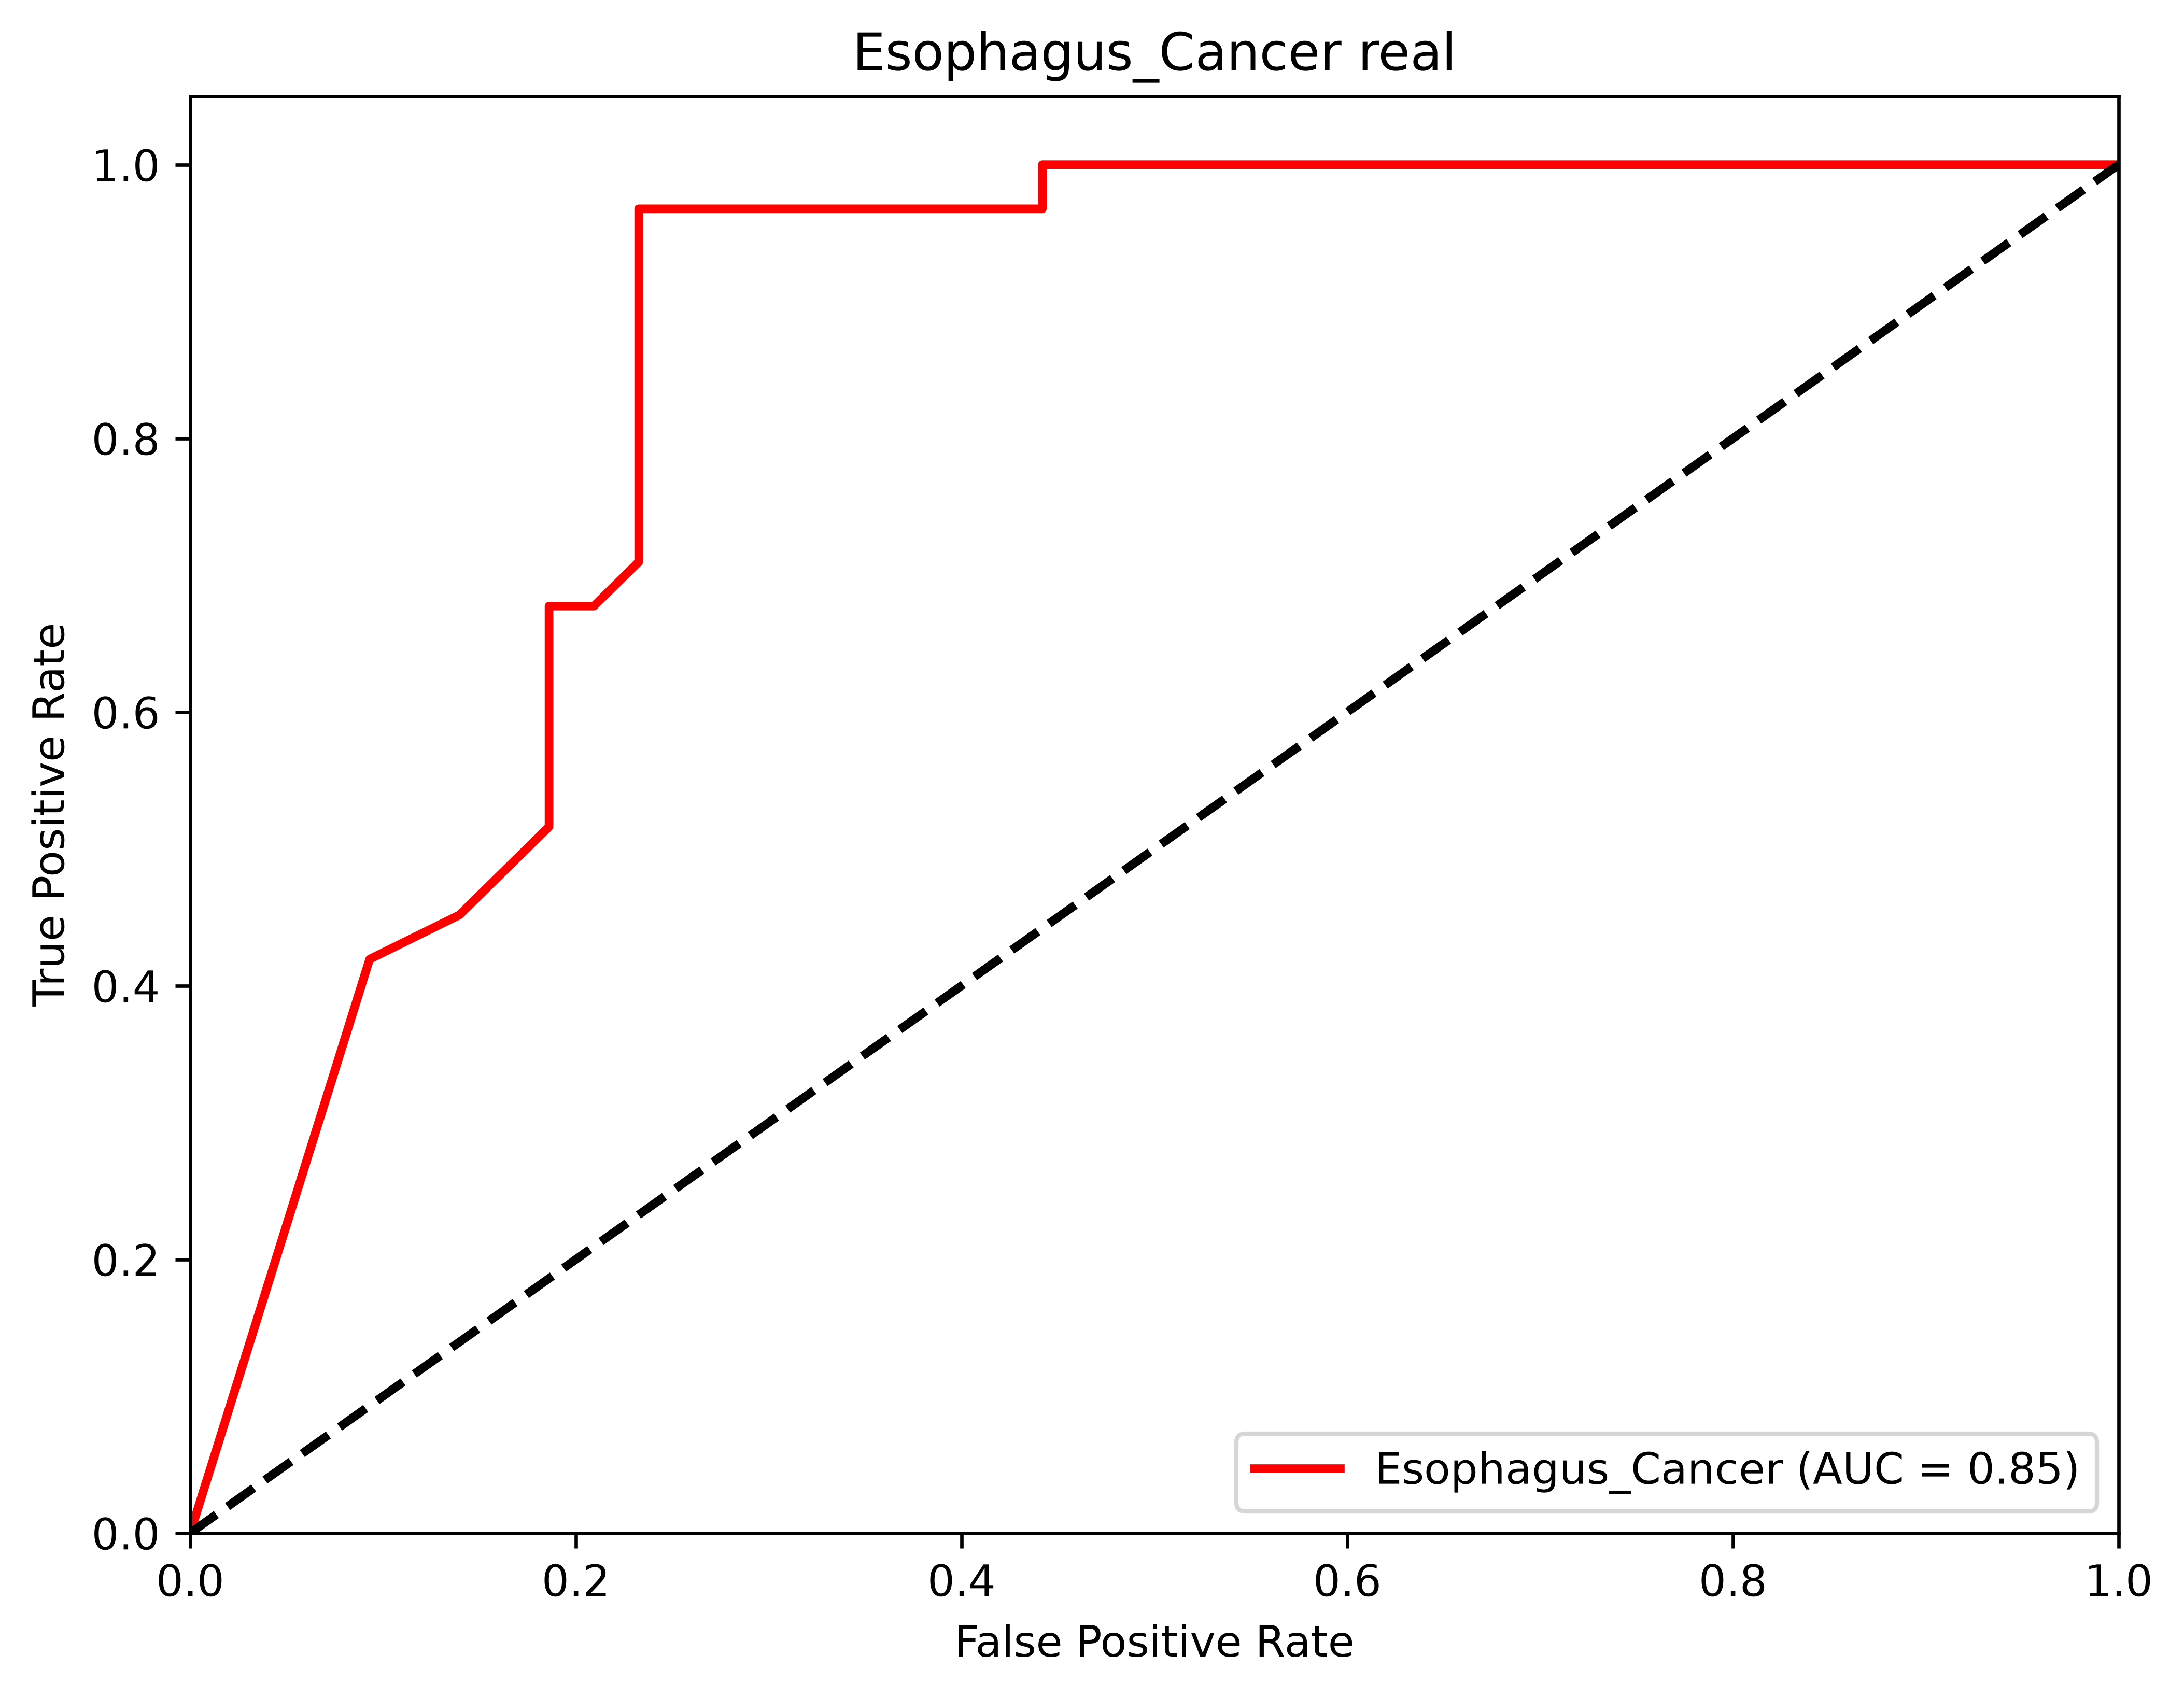 Esophagus_Cancer real
True Positive Rate
1.0
0.8
0.6
0.4
0.2
0.0
0.0 0.2 0.4 0.6 0.8 1.0
False Positive Rate
Esophagus_Cancer (AUC = 0.85)